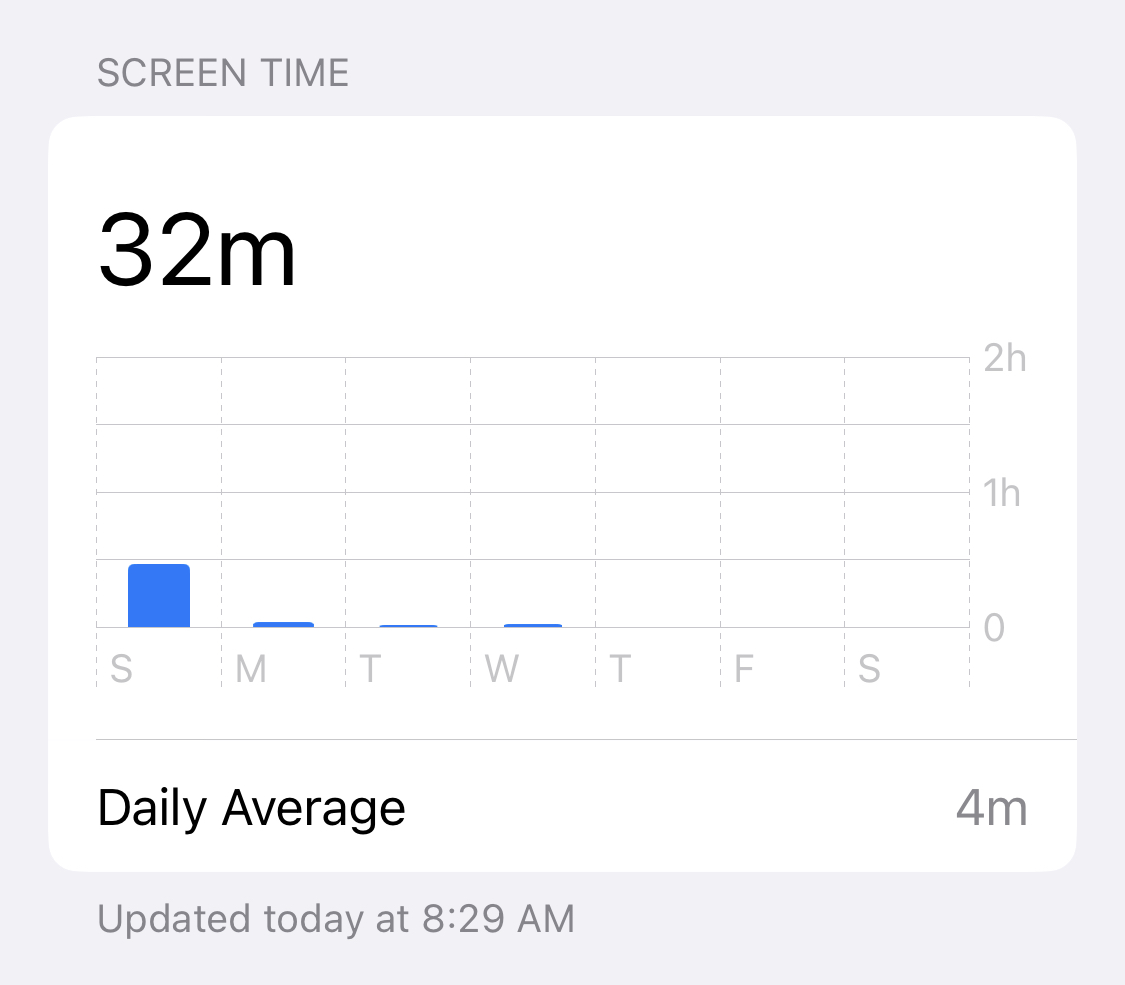 SCREEN TIME
32m
2h
1h
0
S M T W T F S
Daily Average 4m
Updated today at 8:29 AM